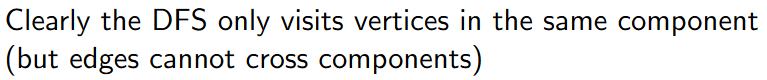 Clearly the DFS only visits vertices in the same component
(but edges cannot cross components)